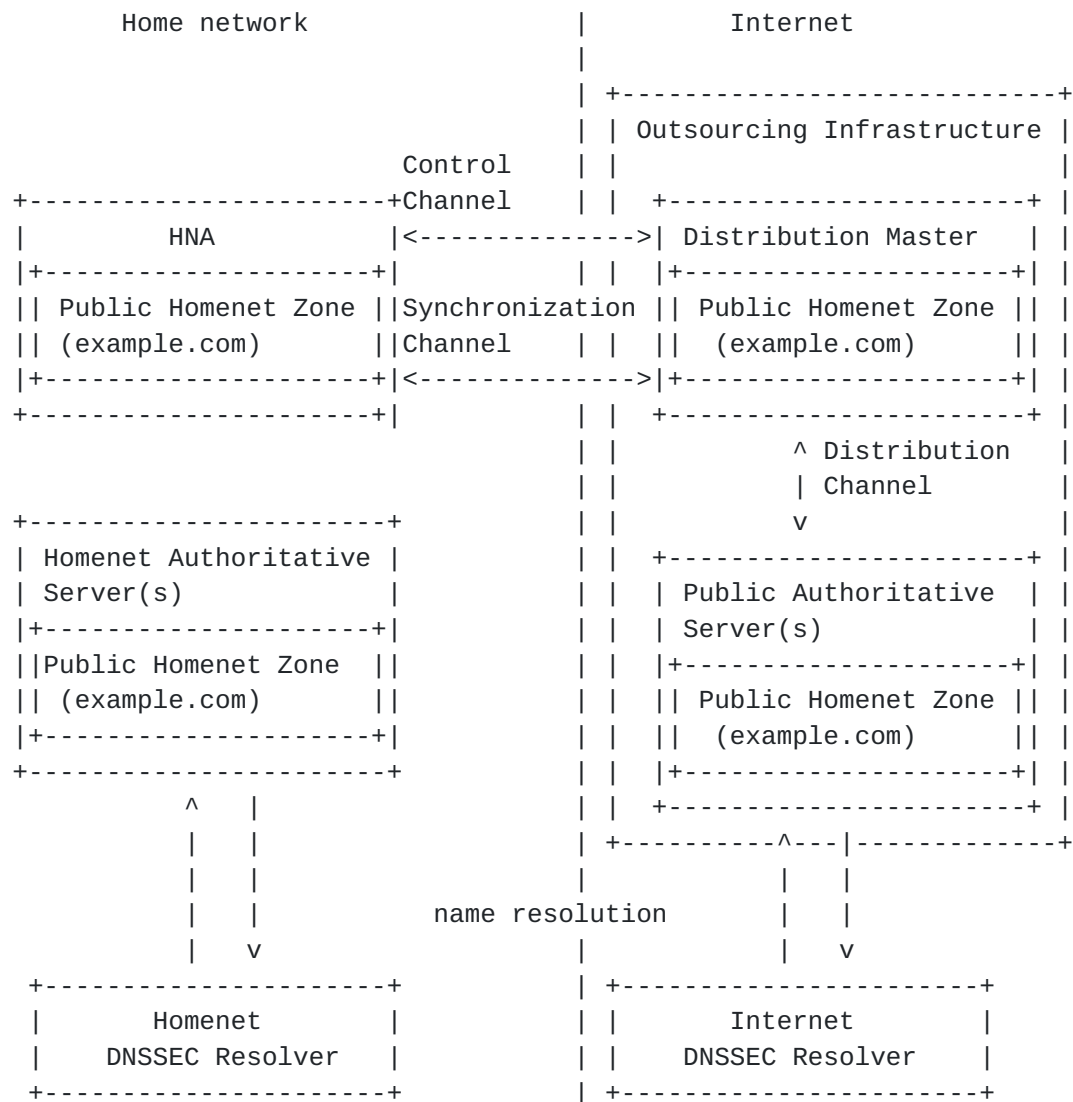 Home network | Internet
|
| +-----------------------------+
| | Outsourcing Infrastructure |
Control | | |
+-----------------------+Channel | | +-----------------------+ |
| HNA |<-------------->| Distribution Master | |
|+---------------------+| | | |+---------------------+| |
|| Public Homenet Zone ||Synchronization || Public Homenet Zone || |
|| (example.com) ||Channel | | || (example.com) || |
|+---------------------+|<-------------->|+---------------------+| |
+----------------------+| | | +-----------------------+ |
| | ^ Distribution |
| | | Channel |
+-----------------------+ | | v |
| Homenet Authoritative | | | +-----------------------+ |
| Server(s) | | | | Public Authoritative | |
|+---------------------+| | | | Server(s) | |
||Public Homenet Zone || | | |+---------------------+| |
|| (example.com) || | | || Public Homenet Zone || |
|+---------------------+| | | || (example.com) || |
+-----------------------+ | | |+---------------------+| |
^ | | | +-----------------------+ |
| | | +----------^---|-------------+
| | | | |
| | name resolution | |
| v | | v
+----------------------+ | +-----------------------+
| Homenet | | | Internet |
| DNSSEC Resolver | | | DNSSEC Resolver |
+----------------------+ | +-----------------------+